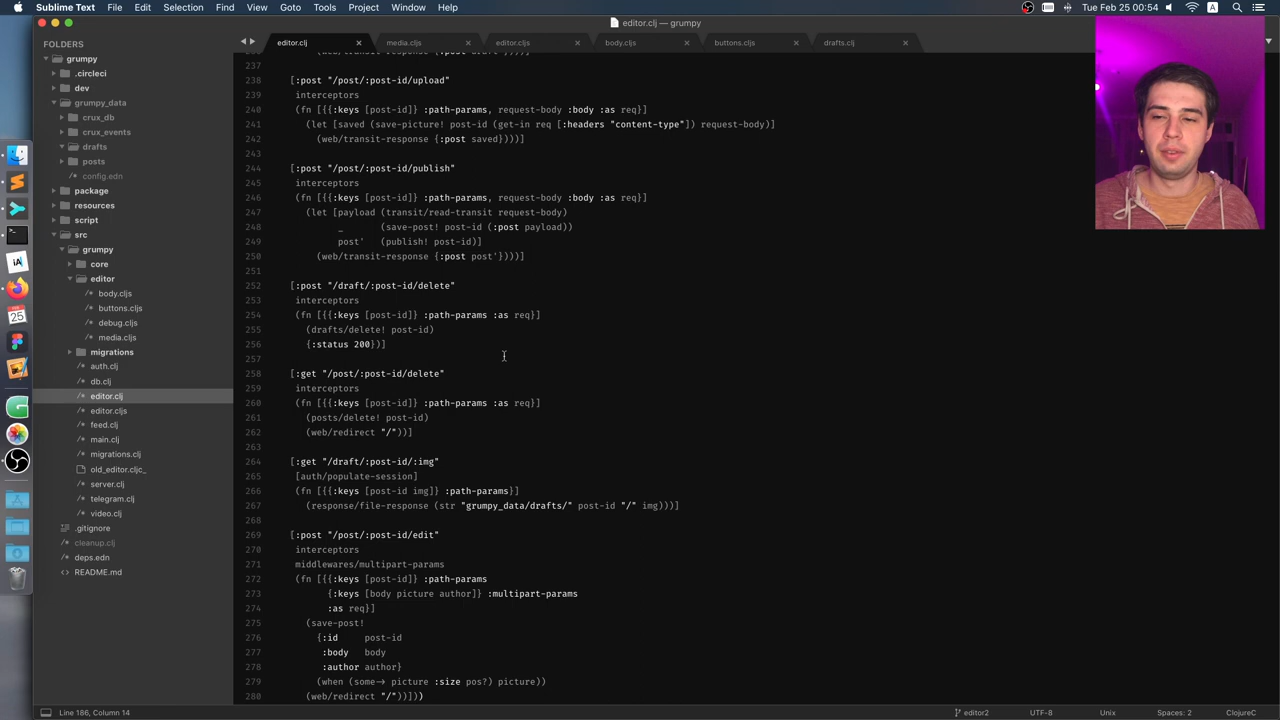 Sublime Text File Edit Selection Find View Goto Tools Project Window Help
Tue Feb 25 00:54
editor.clj — grumpy
FOLDERS
grumpy
.circleci
dev
grumpy_data
crux_db
crux_events
drafts
posts
config.edn
package
resources
script
src
grumpy
core
editor
body.cljs
buttons.cljs
debug.cljs
media.cljs
migrations
auth.clj
db.clj
editor.clj
editor.cljs
feed.clj
main.clj
migrations.clj
old_editor.cljc_
server.clj
telegram.clj
video.clj
.gitignore
cleanup.clj
deps.edn
README.md
editor.clj media.cljs editor.cljs body.cljs buttons.cljs drafts.clj
237
238 [:post "/post/:post-id/upload"
239 interceptors
240 (fn [{{:keys [post-id]} :path-params, request-body :body :as req}]
241 (let [saved (save-picture! post-id (get-in req [:headers "content-type"]) request-body)]
242 (web/transit-response {:post saved})))]
243
244 [:post "/post/:post-id/publish"
245 interceptors
246 (fn [{{:keys [post-id]} :path-params, request-body :body :as req}]
247 (let [payload (transit/read-transit request-body)
248 _ (save-post! post-id (:post payload))
249 post' (publish! post-id)]
250 (web/transit-response {:post post'})))]
251
252 [:post "/draft/:post-id/delete"
253 interceptors
254 (fn [{{:keys [post-id]} :path-params :as req}]
255 (drafts/delete! post-id)
256 {:status 200})]
257
258 [:get "/post/:post-id/delete"
259 interceptors
260 (fn [{{:keys [post-id]} :path-params :as req}]
261 (posts/delete! post-id)
262 (web/redirect "/"))]
263
264 [:get "/draft/:post-id/:img"
265 [auth/populate-session]
266 (fn [{{:keys [post-id img]} :path-params}]
267 (response/file-response (str "grumpy_data/drafts/" post-id "/" img)))]
268
269 [:post "/post/:post-id/edit"
270 interceptors
271 middlewares/multipart-params
272 (fn [{{:keys [post-id]} :path-params
273 {:keys [body picture author]} :multipart-params
274 :as req}]
275 (save-post!
276 {:id post-id
277 :body body
278 :author author}
279 (when (some-> picture :size pos?) picture))
280 (web/redirect "/"))]))
Line 186, Column 14
editor2 UTF-8 Unix Spaces: 2 ClojureC